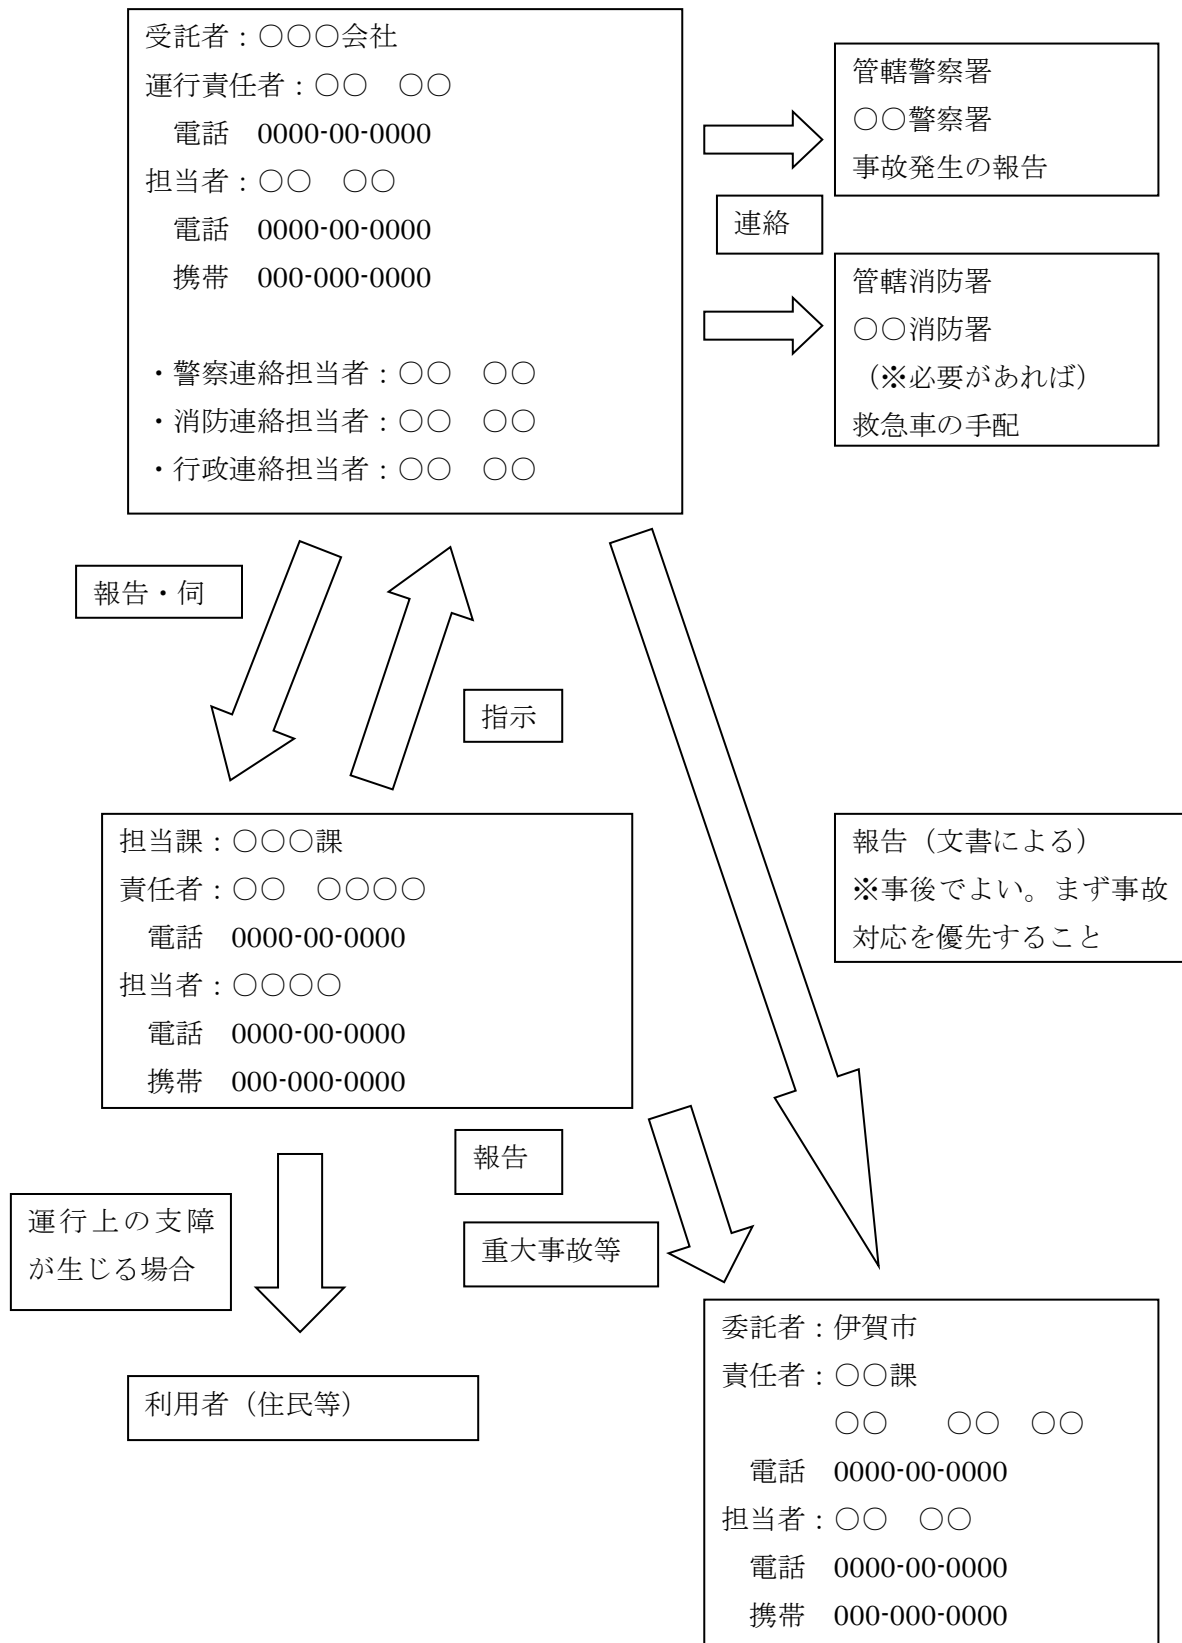 受託者：○○○会社
運行責任者：○○　○○
電話　0000-00-0000
担当者：○○　○○
電話　0000-00-0000
携帯　000-000-0000
・警察連絡担当者：○○　○○
・消防連絡担当者：○○　○○
・行政連絡担当者：○○　○○
管轄警察署
○○警察署
事故発生の報告
連絡
管轄消防署
○○消防署
（※必要があれば）
救急車の手配
報告・伺
指示
担当課：○○○課
責任者：○○　○○○○
電話　0000-00-0000
担当者：○○○○
電話　0000-00-0000
携帯　000-000-0000
報告（文書による）
※事後でよい。まず事故
対応を優先すること
報告
重大事故等
運行上の支障
が生じる場合
利用者（住民等）
委託者：伊賀市
責任者：○○課
○○　　○○　○○
電話　0000-00-0000
担当者：○○　○○
電話　0000-00-0000
携帯　000-000-0000